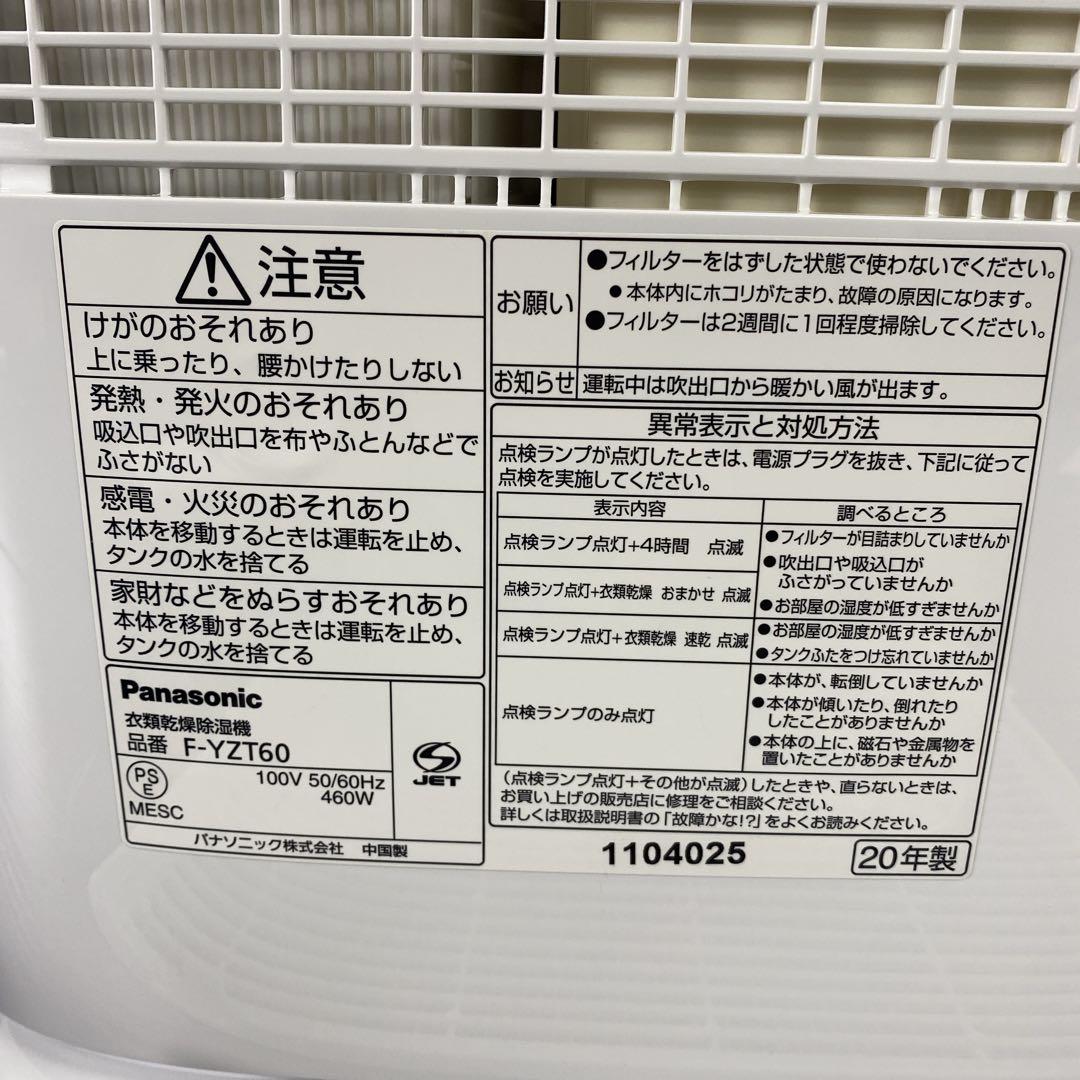 注意
けがのおそれあり
上に乗ったり、腰かけたりしない
発熱・発火のおそれあり
吸込口や吹出口を布やふとんなどで
ふさがない
感電・火災のおそれあり
本体を移動するときは運転を止め、
タンクの水を捨てる
家財などをぬらすおそれあり
本体を移動するときは運転を止め、
タンクの水を捨てる
Panasonic
衣類乾燥除湿機
品番 F-YZT60
100V 50/60Hz
460W
PS
E
MESC
JET
パナソニック株式会社 中国製
お願い
●フィルターをはずした状態で使わないでください。
●本体内にホコリがたまり、故障の原因になります。
●フィルターは2週間に1回程度掃除してください。
お知らせ 運転中は吹出口から暖かい風が出ます。
異常表示と対処方法
点検ランプが点灯したときは、電源プラグを抜き、下記に従って
点検を実施してください。
表示内容 調べるところ
点検ランプ点灯+4時間 点滅
点検ランプ点灯+衣類乾燥 おまかせ 点滅
●フィルターが目詰まりしていませんか
●吹出口や吸込口が
ふさがっていませんか
●お部屋の温度が低すぎませんか
点検ランプ点灯+衣類乾燥 速乾 点滅
●お部屋の湿度が低すぎませんか
●タンクふたをつけ忘れていませんか
点検ランプのみ点灯
●本体が、転倒していませんか
●本体が傾いたり、倒れたり
したことがありませんか
●本体の上に、磁石や金属物を
置いたことがありませんか
(点検ランプ点灯+その他が点滅)したときや、直らないときは、
お買い上げの販売店に修理をご相談ください。
詳しくは取扱説明書の「故障かな!?」をよくお読みください。
1104025
20年製